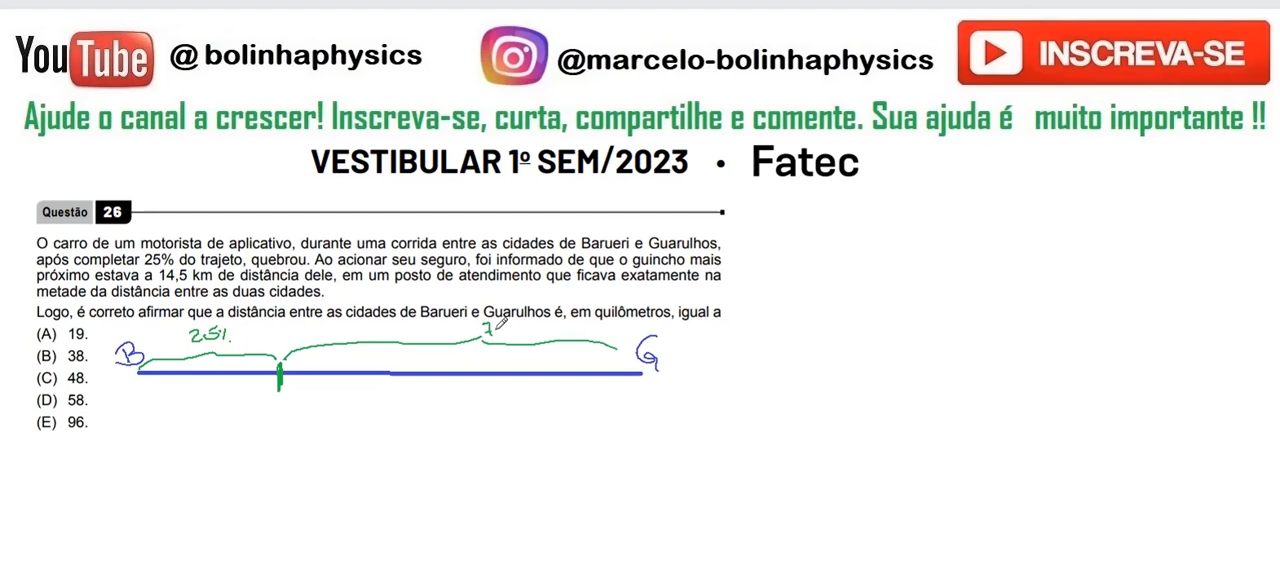 YouTube @bolinhaphysics @marcelo-bolinhaphysics INSCREVA-SE
Ajude o canal a crescer! Inscreva-se, curta, compartilhe e comente. Sua ajuda é muito importante !!
VESTIBULAR 1º SEM/2023 • Fatec
Questão 26
O carro de um motorista de aplicativo, durante uma corrida entre as cidades de Barueri e Guarulhos,
após completar 25% do trajeto, quebrou. Ao acionar seu seguro, foi informado de que o guincho mais
próximo estava a 14,5 km de distância dele, em um posto de atendimento que ficava exatamente na
metade da distância entre as duas cidades.
Logo, é correto afirmar que a distância entre as cidades de Barueri e Guarulhos é, em quilômetros, igual a
(A) 19.
25%
7
(B) 38.
B
G
(C) 48.
(D) 58.
(E) 96.